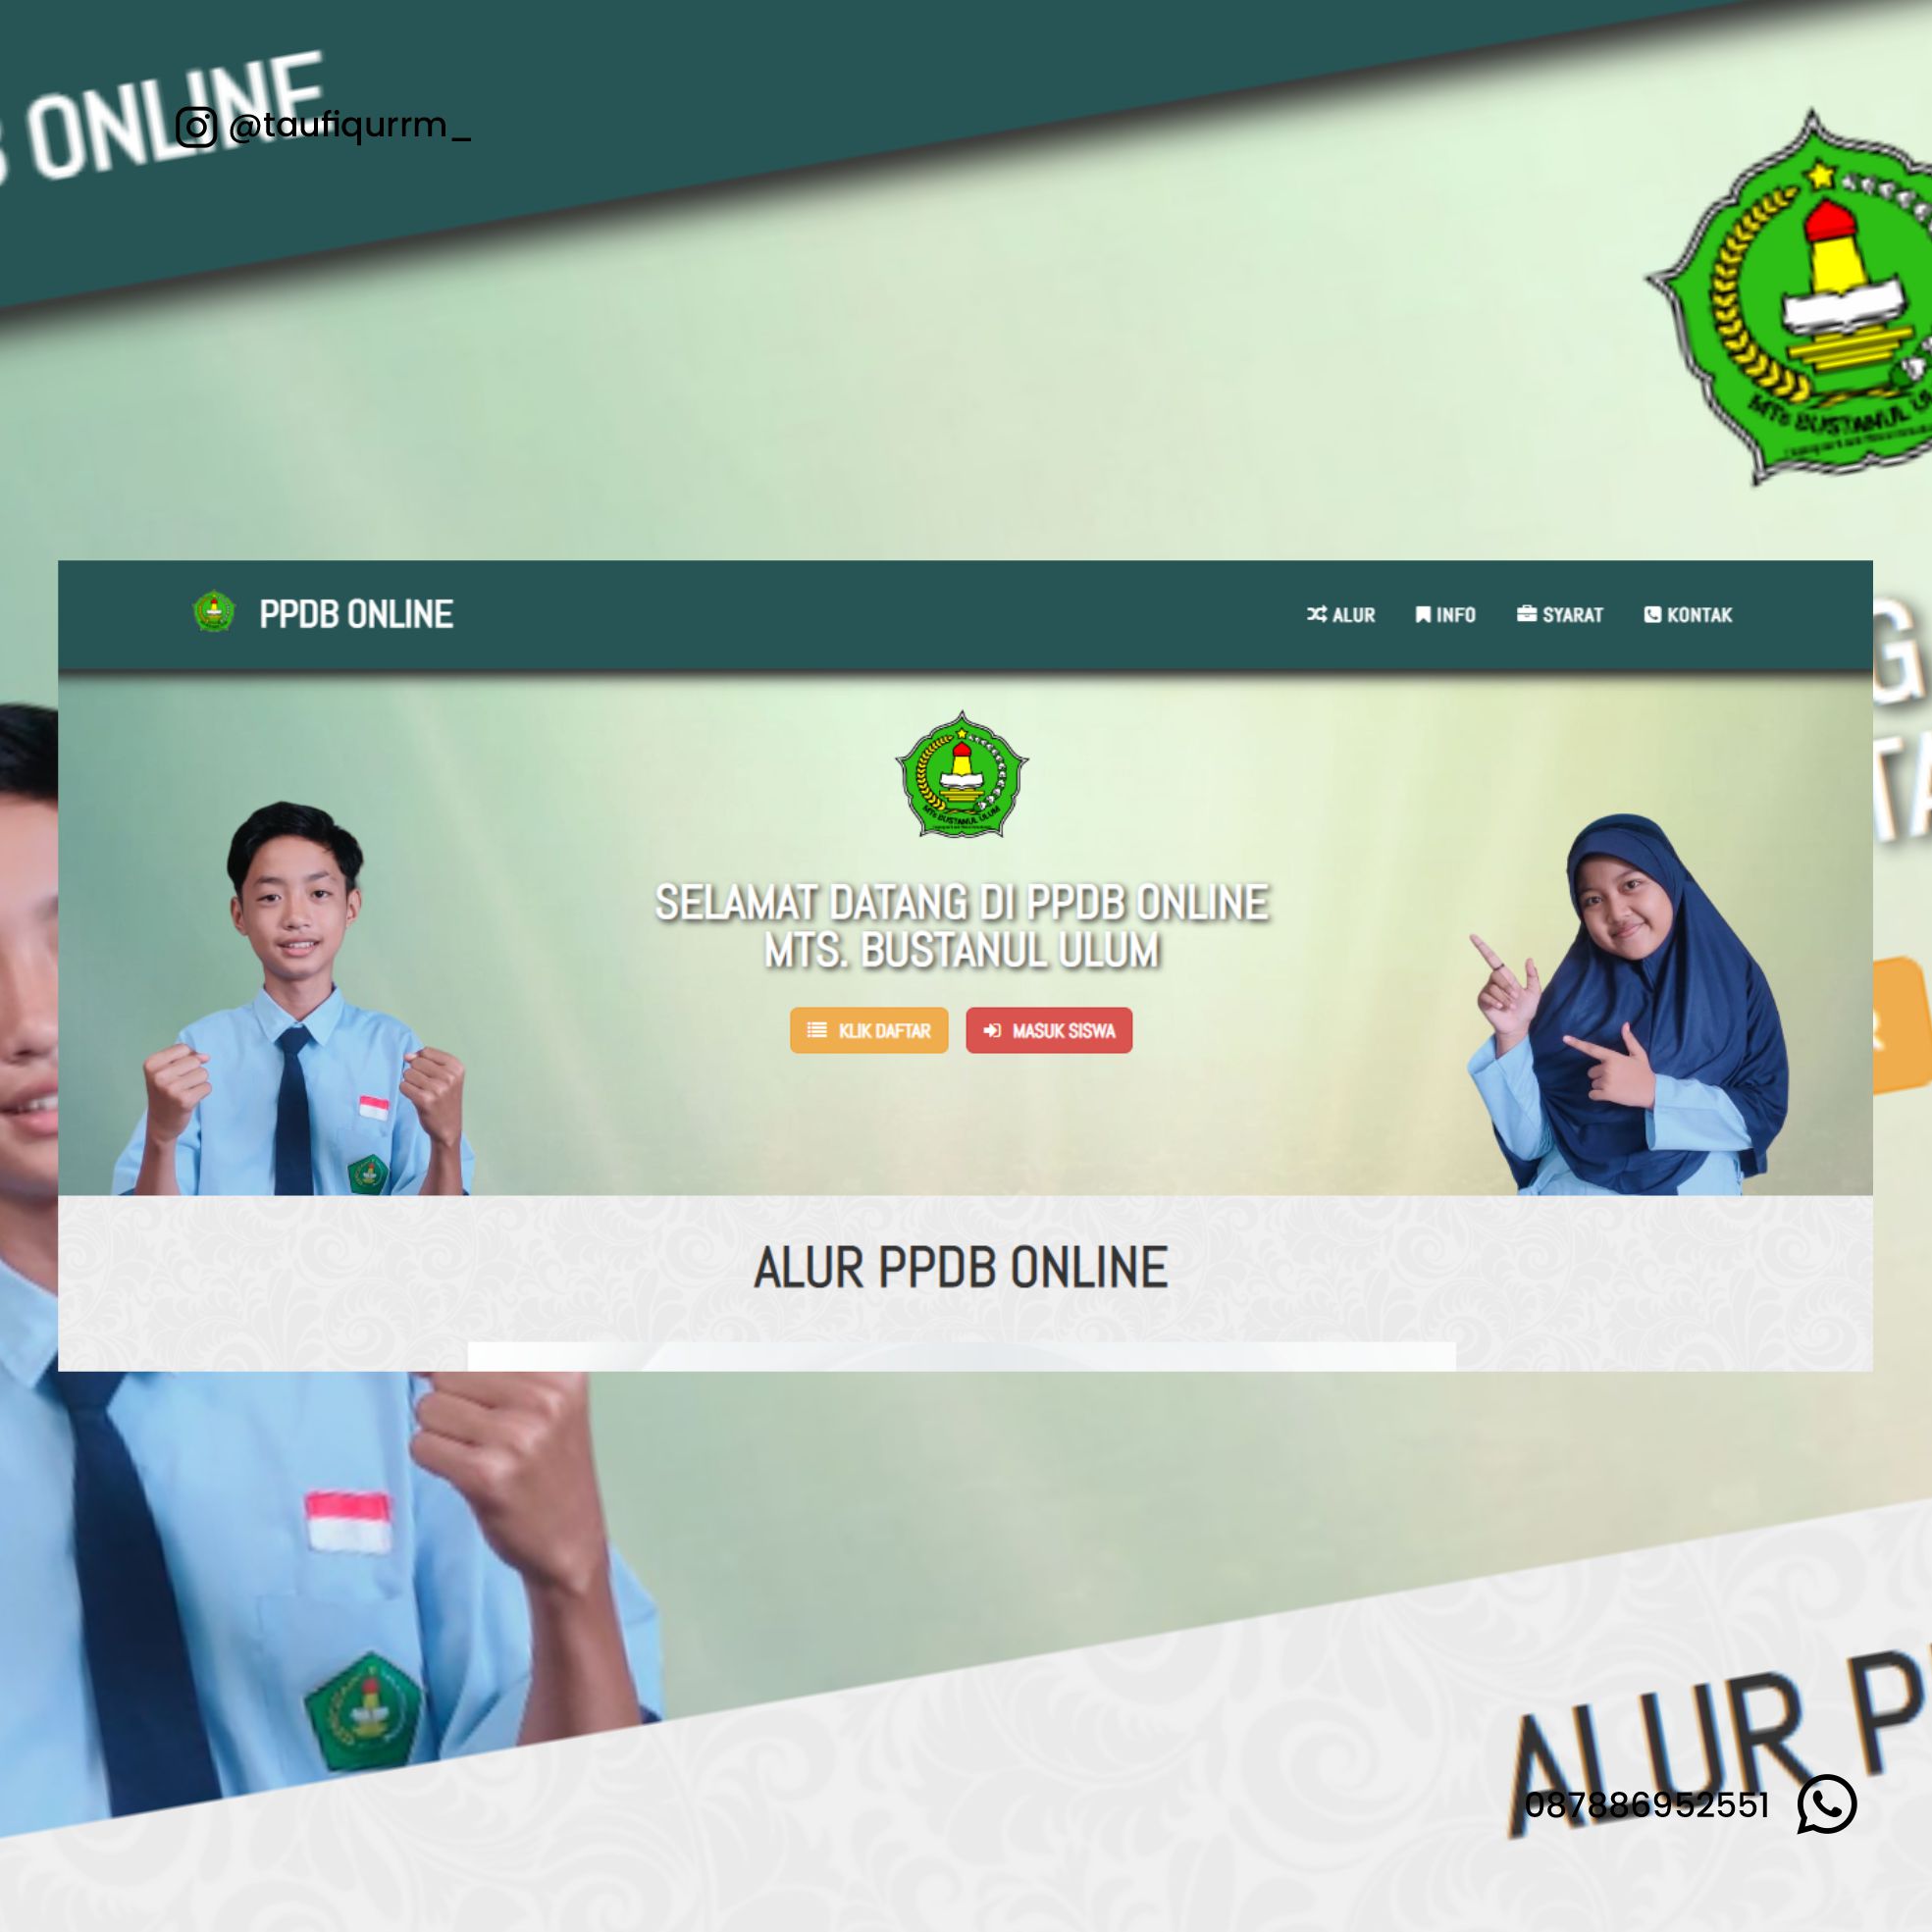 ONLINE
@taufiqurrm_
MTs BUSTANUL
PPDB ONLINE
ALUR
INFO
SYARAT
KONTAK
MTs BUSTANUL ULUM
SELAMAT DATANG DI PPDB ONLINE
MTS. BUSTANUL ULUM
KLIK DAFTAR
MASUK SISWA
ALUR PPDB ONLINE
ALUR P
087886952551